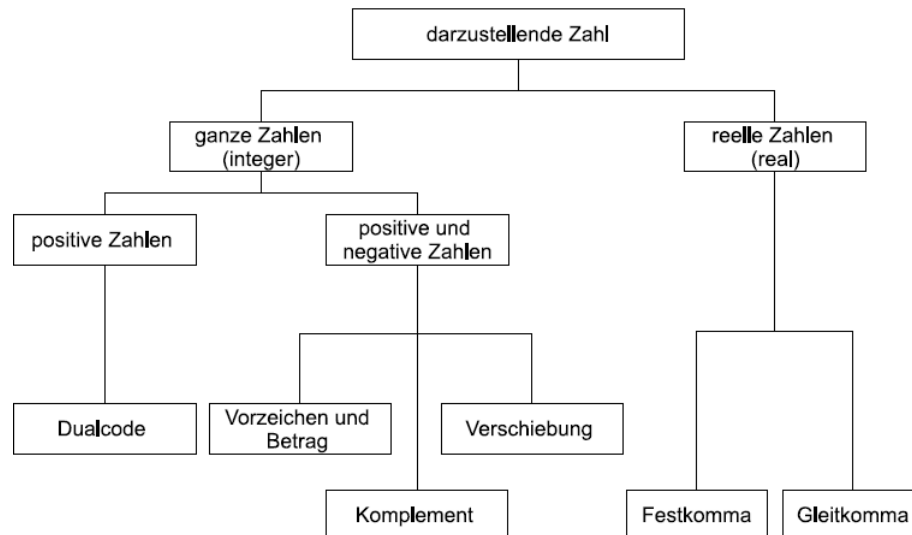 darzustellende Zahl
ganze Zahlen
(integer)
reelle Zahlen
(real)
positive Zahlen
positive und
negative Zahlen
Dualcode
Vorzeichen und
Betrag
Verschiebung
Komplement
Festkomma
Gleitkomma